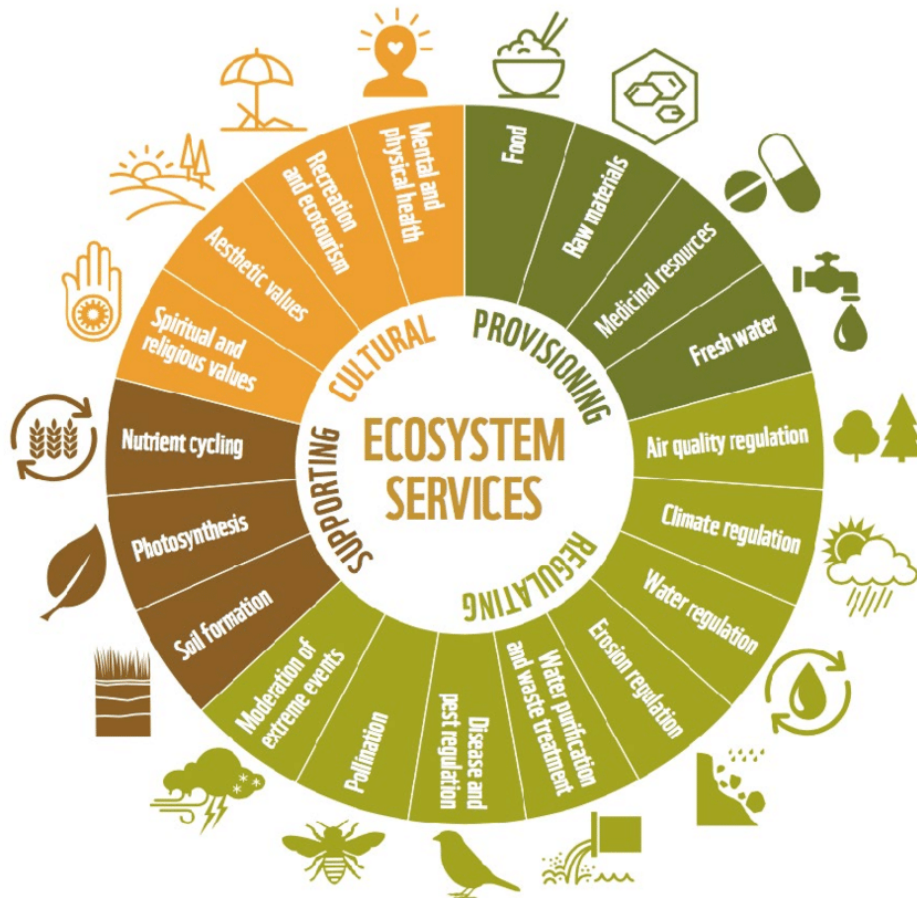 ECOSYSTEM
SERVICES
PROVISIONING
Food
Raw materials
Medicinal resources
Fresh water
REGULATING
Air quality regulation
Climate regulation
Water regulation
Erosion regulation
Water purification
and waste treatment
Disease and
pest regulation
Pollination
Moderation of
extreme events
SUPPORTING
Soil formation
Photosynthesis
Nutrient cycling
CULTURAL
Spiritual and
religious values
Aesthetic values
Recreation
and ecotourism
Mental and
physical health